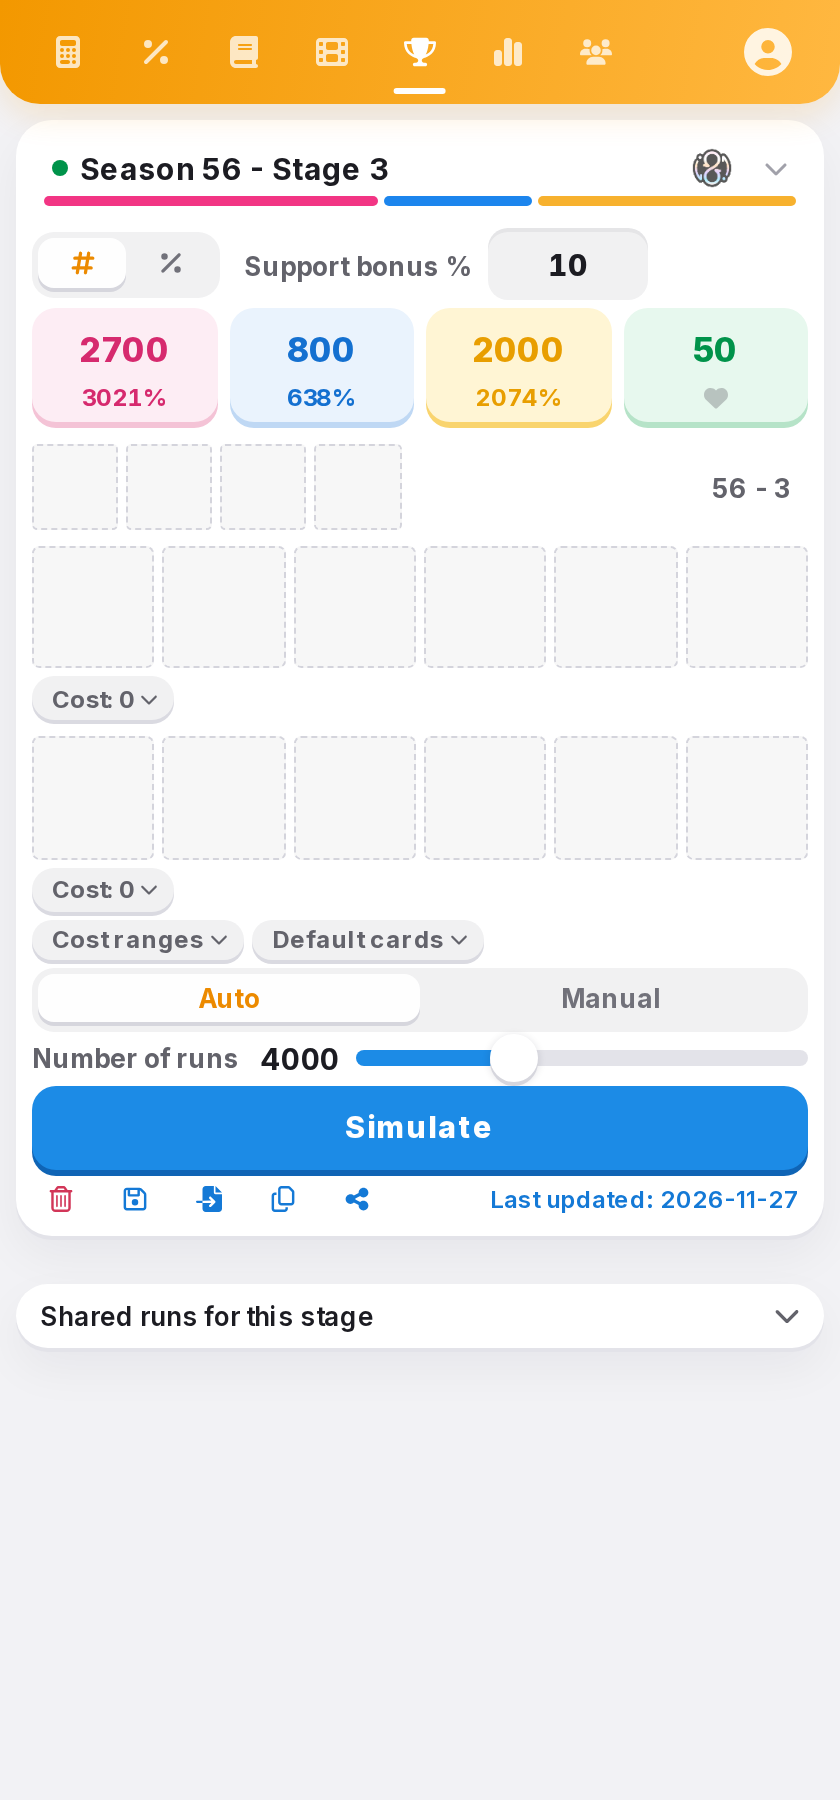 Season 56 - Stage 3
# % Support bonus % 10
2700 800 2000 50
3021% 638% 2074%
56 - 3
Cost: 0
Cost: 0
Cost ranges Default cards
Auto Manual
Number of runs 4000
Simulate
Last updated: 2026-11-27
Shared runs for this stage